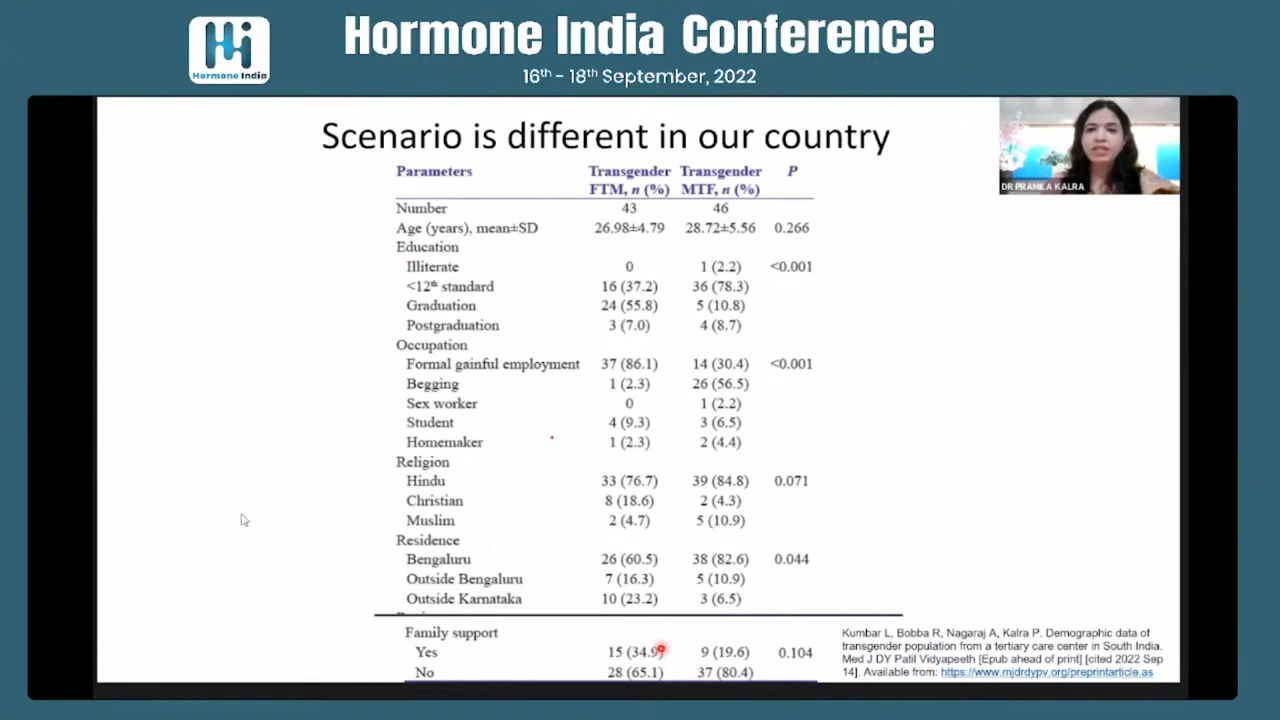 Hormone India Conference
16th - 18th September, 2022
Hi
Hormone India
DR PRAMILA KALRA
Scenario is different in our country
Parameters Transgender FTM, n (%) Transgender MTF, n (%) P
Number 43 46
Age (years), mean±SD 26.98±4.79 28.72±5.56 0.266
Education
Illiterate 0 1 (2.2) <0.001
<12th standard 16 (37.2) 36 (78.3)
Graduation 24 (55.8) 5 (10.8)
Postgraduation 3 (7.0) 4 (8.7)
Occupation
Formal gainful employment 37 (86.1) 14 (30.4) <0.001
Begging 1 (2.3) 26 (56.5)
Sex worker 0 1 (2.2)
Student 4 (9.3) 3 (6.5)
Homemaker 1 (2.3) 2 (4.4)
Religion
Hindu 33 (76.7) 39 (84.8) 0.071
Christian 8 (18.6) 2 (4.3)
Muslim 2 (4.7) 5 (10.9)
Residence
Bengaluru 26 (60.5) 38 (82.6) 0.044
Outside Bengaluru 7 (16.3) 5 (10.9)
Outside Karnataka 10 (23.2) 3 (6.5)
Family support
Yes 15 (34.9) 9 (19.6) 0.104
No 28 (65.1) 37 (80.4)
Kumbar L, Bobba R, Nagaraj A, Kalra P. Demographic data of
transgender population from a tertiary care center in South India.
Med J DY Patil Vidyapeeth [Epub ahead of print] [cited 2022 Sep
14]. Available from: https://www.mjdrdypv.org/preprintarticle.as